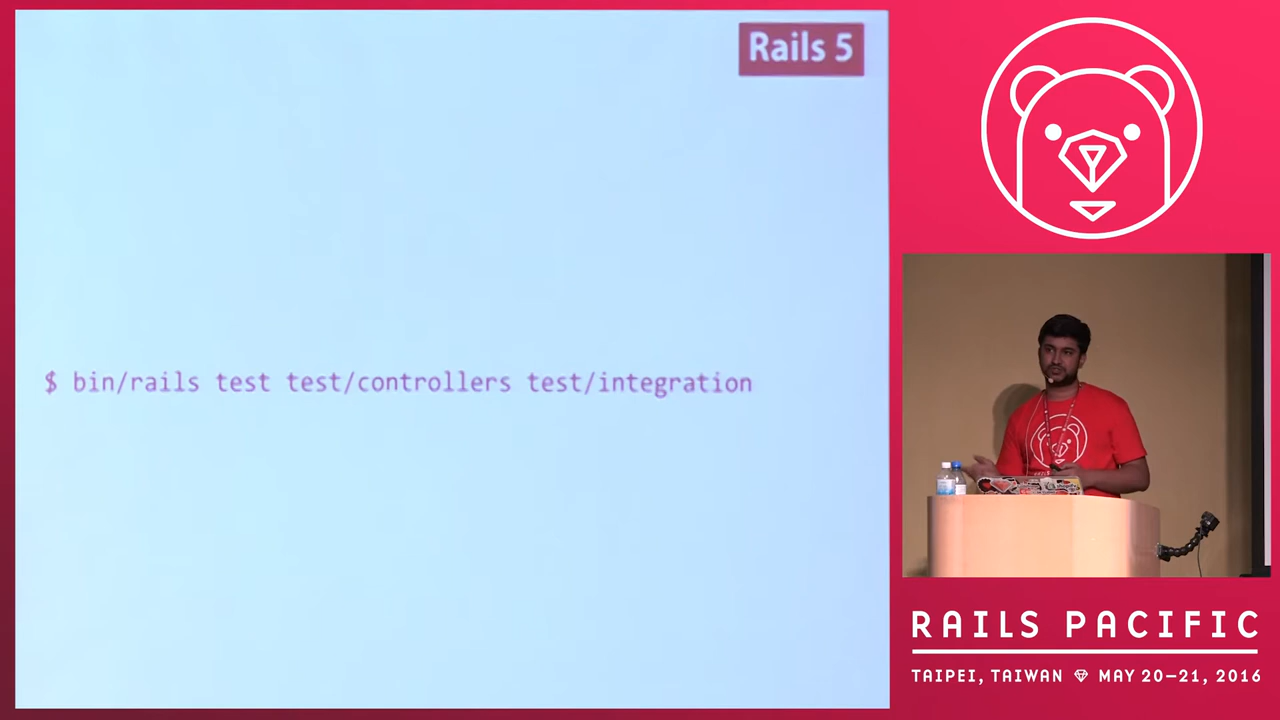 Rails 5
$ bin/rails test test/controllers test/integration
RAILS PACIFIC
TAIPEI, TAIWAN MAY 20–21, 2016